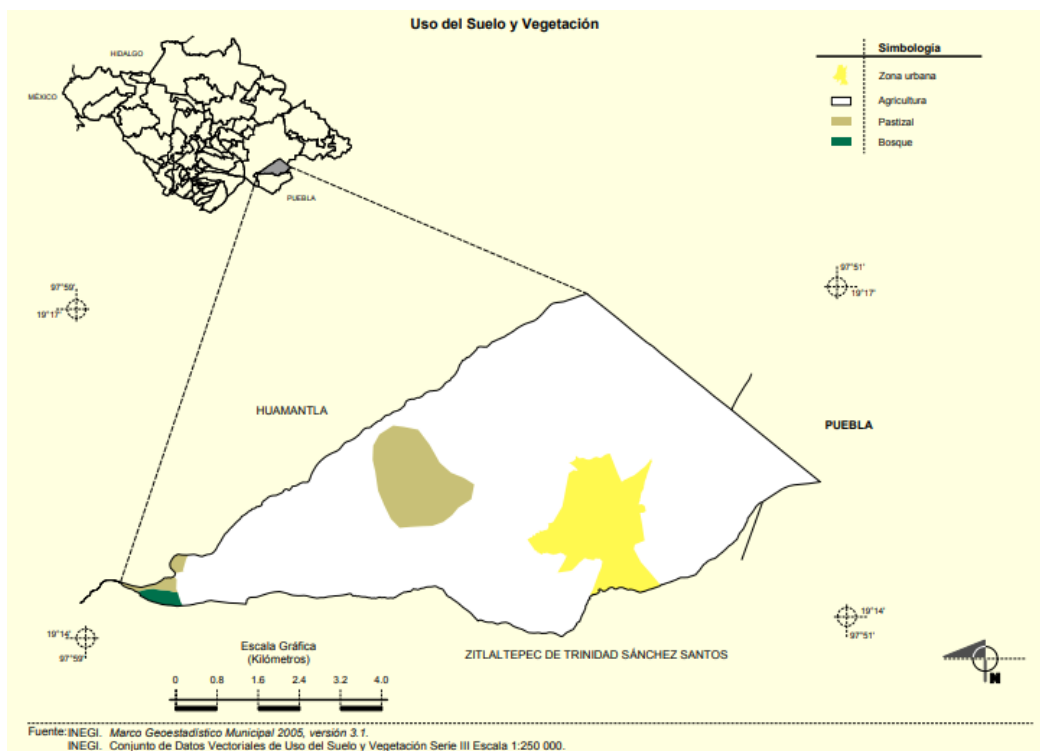 Uso del Suelo y Vegetación
HIDALGO
MÉXICO
PUEBLA
Simbología
Zona urbana
Agricultura
Pastizal
Bosque
97°59'
19°17'
97°51'
19°17'
HUAMANTLA
PUEBLA
19°14'
97°59'
19°14'
97°51'
Escala Gráfica
(Kilómetros)
0 0.8 1.6 2.4 3.2 4.0
ZITLALTEPEC DE TRINIDAD SÁNCHEZ SANTOS
N
Fuente: INEGI. Marco Geoestadístico Municipal 2005, versión 3.1.
INEGI. Conjunto de Datos Vectoriales de Uso del Suelo y Vegetación Serie III Escala 1:250 000.